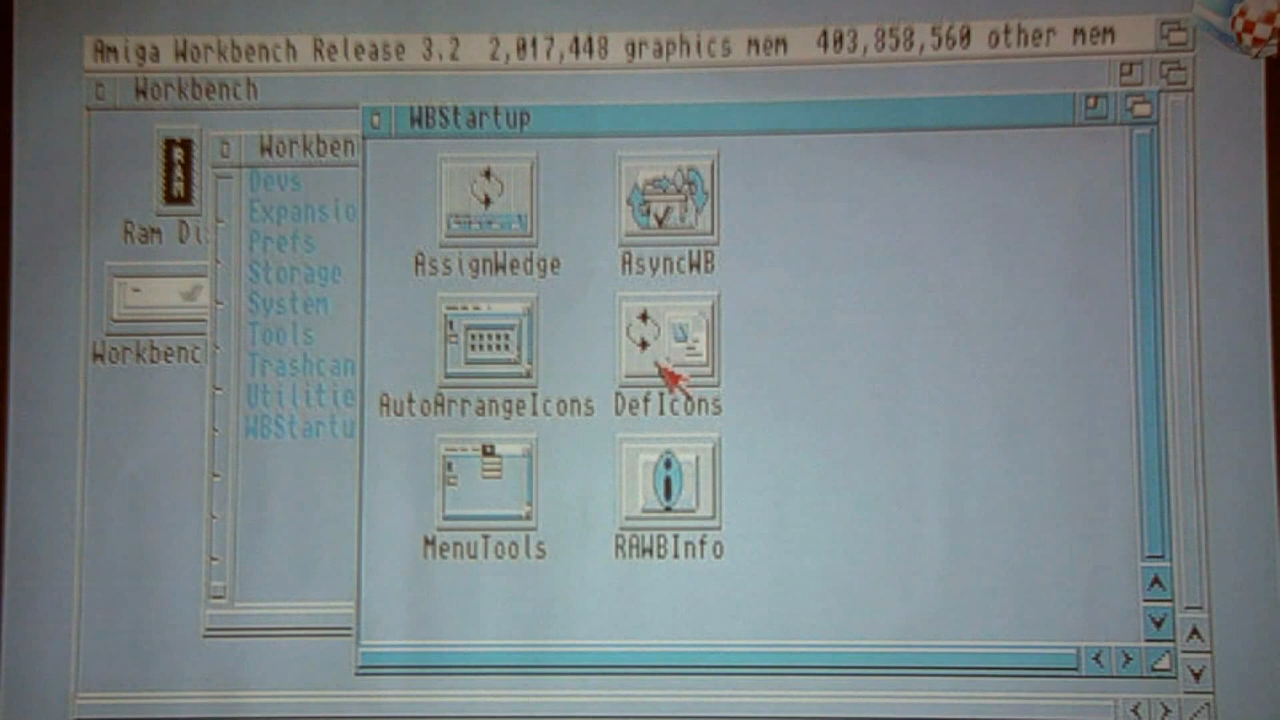 Amiga Workbench Release 3.2 2,017,448 graphics mem 403,858,560 other mem
Workbench
WBStartup
RAM
Workben
Ram Di
Devs
Expansio
Prefs
Storage
System
Tools
Trashcan
Utilitie
WBStartu
Workbenc
AssignWedge
AsyncWB
AutoArrangeIcons
DefIcons
MenuTools
RAWBInfo